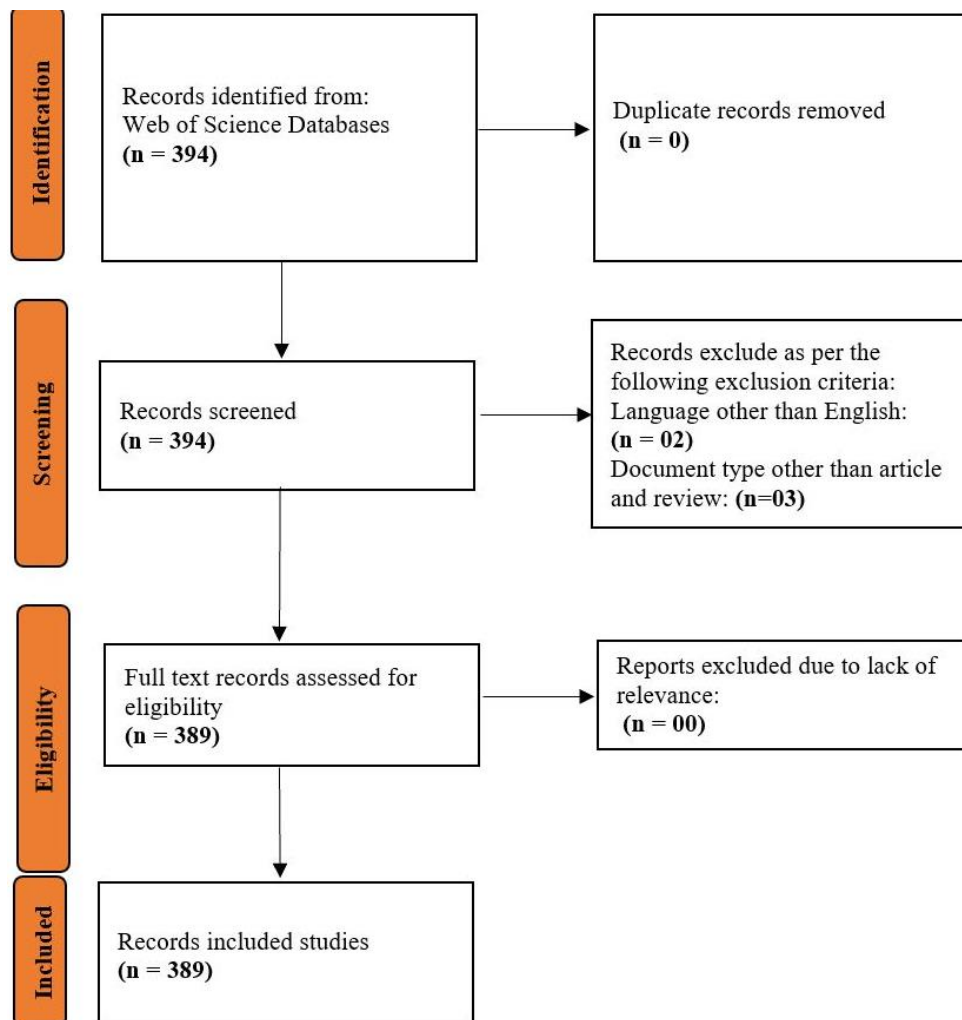 Identification
Records identified from:
Web of Science Databases
(n = 394)
Duplicate records removed
(n = 0)
Screening
Records screened
(n = 394)
Records exclude as per the
following exclusion criteria:
Language other than English:
(n = 02)
Document type other than article
and review: (n=03)
Eligibility
Full text records assessed for
eligibility
(n = 389)
Reports excluded due to lack of
relevance:
(n = 00)
Included
Records included studies
(n = 389)